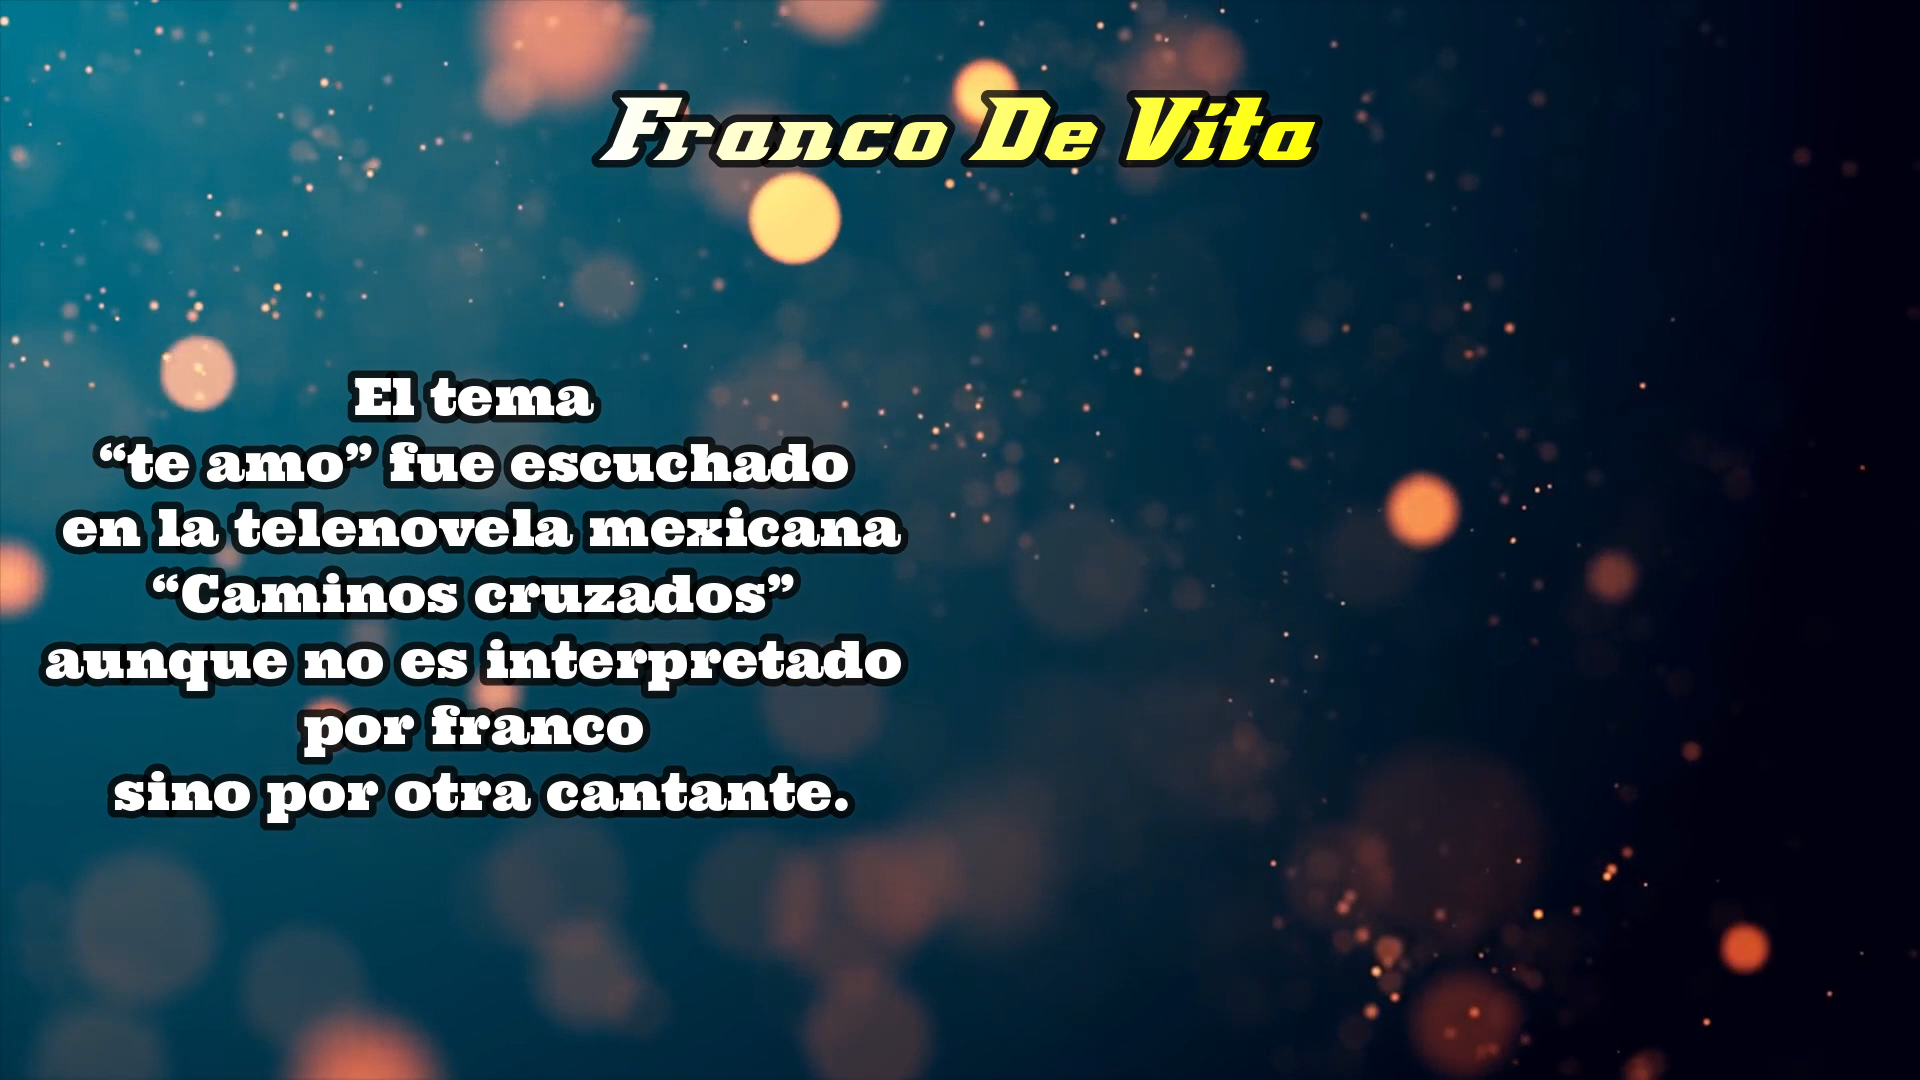 Franco De Vita
El tema
“te amo” fue escuchado
en la telenovela mexicana
“Caminos cruzados”
aunque no es interpretado
por franco
sino por otra cantante.